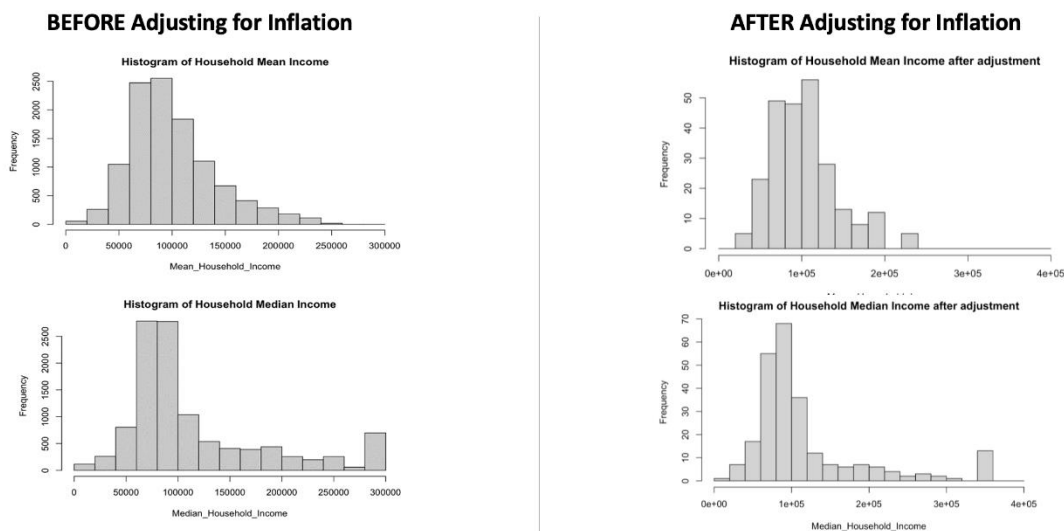 BEFORE Adjusting for Inflation
Histogram of Household Mean Income
Frequency
2500
2000
1500
1000
500
0
0 50000 100000 150000 200000 250000 300000
Mean_Household_Income
Histogram of Household Median Income
Frequency
2500
2000
1500
1000
500
0
0 50000 100000 150000 200000 250000 300000
Median_Household_Income
AFTER Adjusting for Inflation
Histogram of Household Mean Income after adjustment
Frequency
50
40
30
20
10
0
0e+00 1e+05 2e+05 3e+05 4e+05
Histogram of Household Median Income after adjustment
Frequency
70
60
50
40
30
20
10
0
0e+00 1e+05 2e+05 3e+05 4e+05
Median_Household_Income